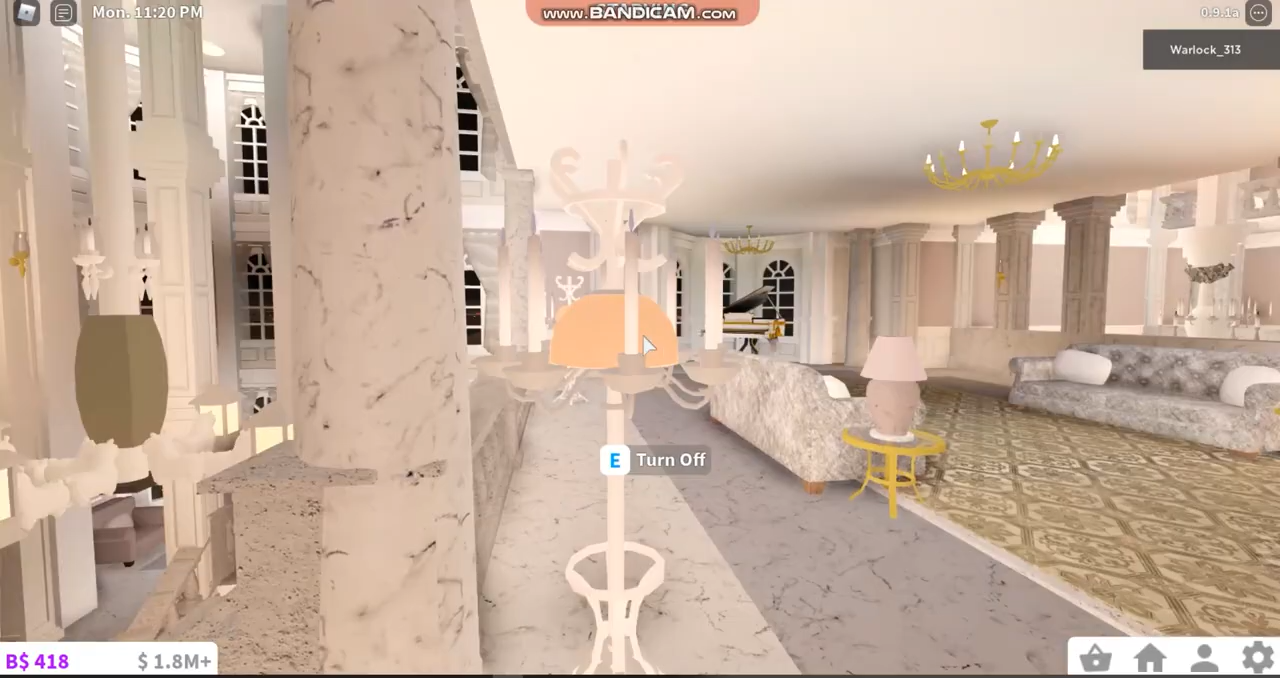 Mon. 11:20 PM
www.BANDICAM.com
0.9.1a
Warlock_313
E Turn Off
B$ 418
$ 1.8M+